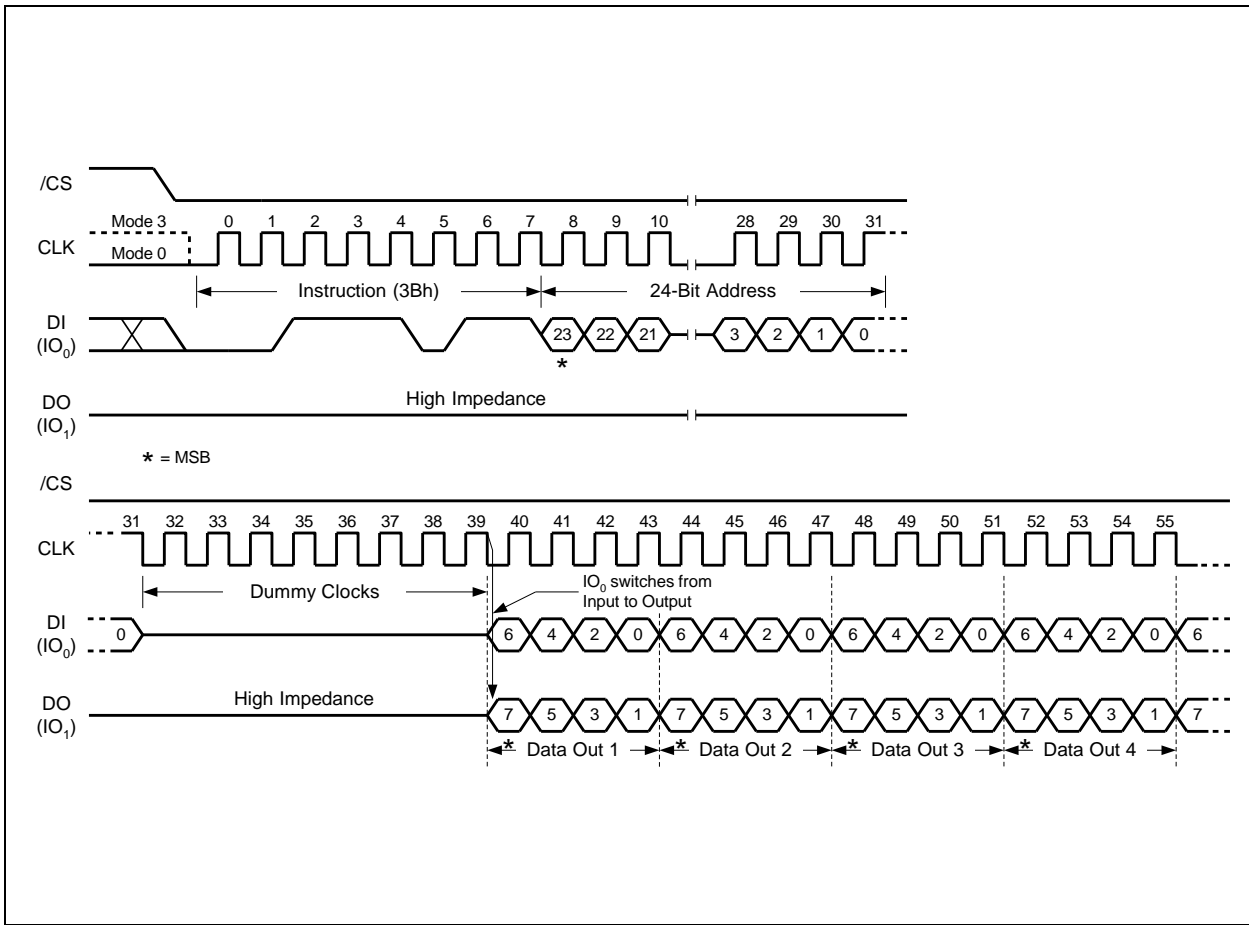 /CS
Mode 3 0 1 2 3 4 5 6 7 8 9 10 28 29 30 31
CLK
Mode 0
Instruction (3Bh) 24-Bit Address
DI
(IO0) 23 22 21 3 2 1 0
*
DO
(IO1)
High Impedance
* = MSB
/CS
31 32 33 34 35 36 37 38 39 40 41 42 43 44 45 46 47 48 49 50 51 52 53 54 55
CLK
Dummy Clocks
IO0 switches from
Input to Output
DI
(IO0) 0 6 4 2 0 6 4 2 0 6 4 2 0 6 4 2 0 6
High Impedance
DO
(IO1) 7 5 3 1 7 5 3 1 7 5 3 1 7 5 3 1 7
* Data Out 1 * Data Out 2 * Data Out 3 * Data Out 4